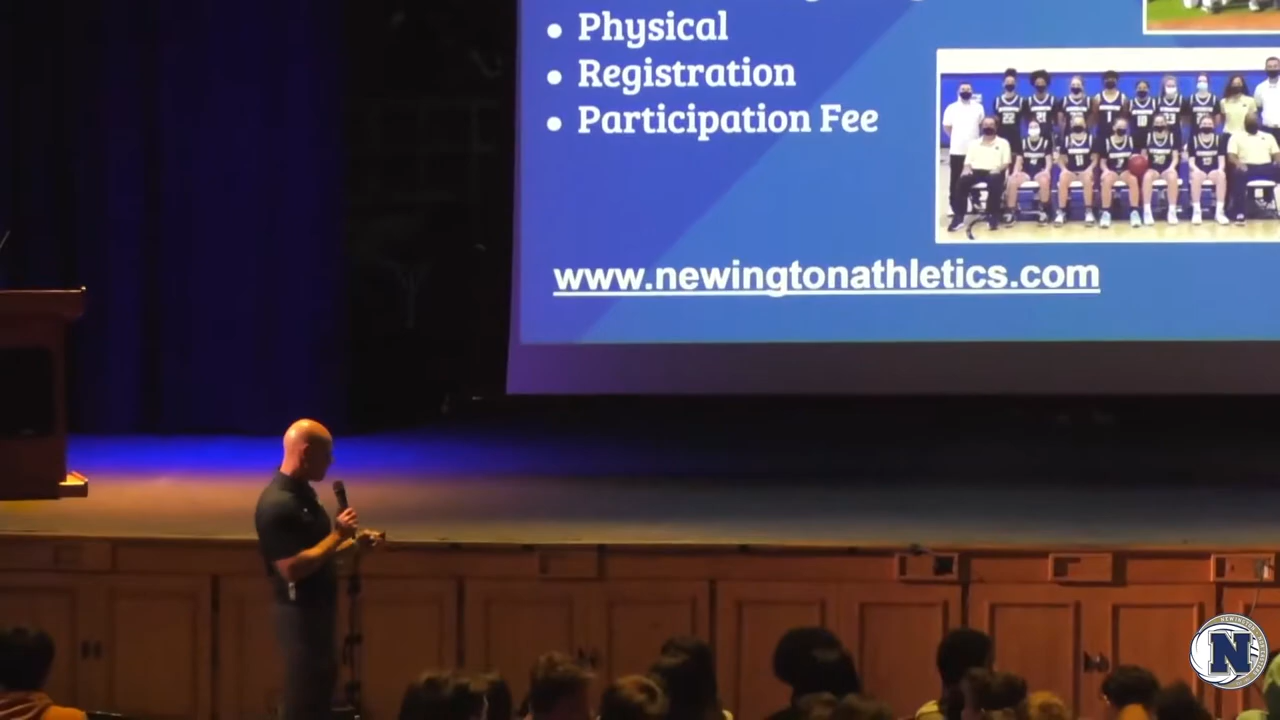 • Physical
• Registration
• Participation Fee
www.newingtonathletics.com
N